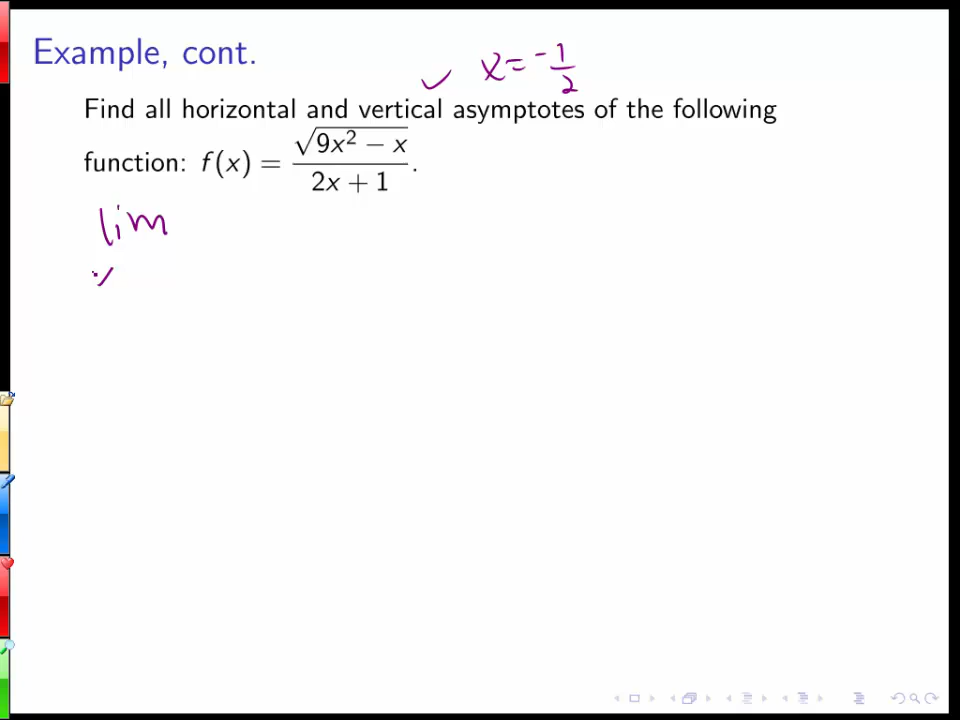 Example, cont.
✓ x = -1/2
Find all horizontal and vertical asymptotes of the following
function: f(x) = √(9x² − x) / (2x + 1).
lim